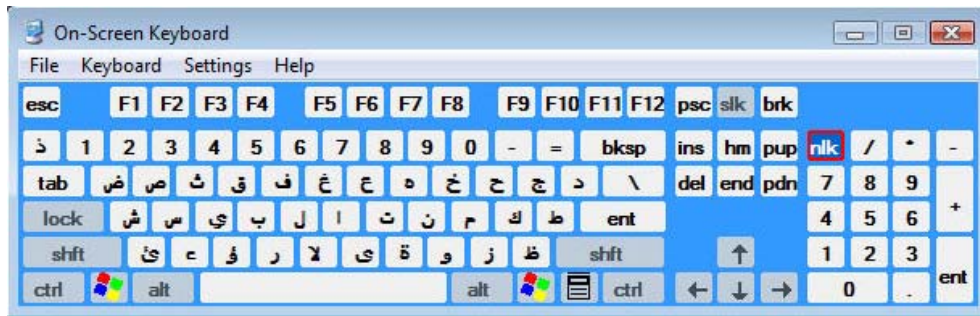 On-Screen Keyboard
File Keyboard Settings Help
esc F1 F2 F3 F4 F5 F6 F7 F8 F9 F10 F11 F12 psc slk brk
ذ 1 2 3 4 5 6 7 8 9 0 - = bksp ins hm pup nlk / * -
tab ض ص ث ق ف غ ع ه خ ح ج د \ del end pdn 7 8 9 +
lock ش س ي ب ل ا ت ن م ك ط ent 4 5 6
shft ئ ء ؤ ر لا ى ة و ز ظ shft ↑ 1 2 3 ent
ctrl alt alt ctrl ← ↓ → 0 .